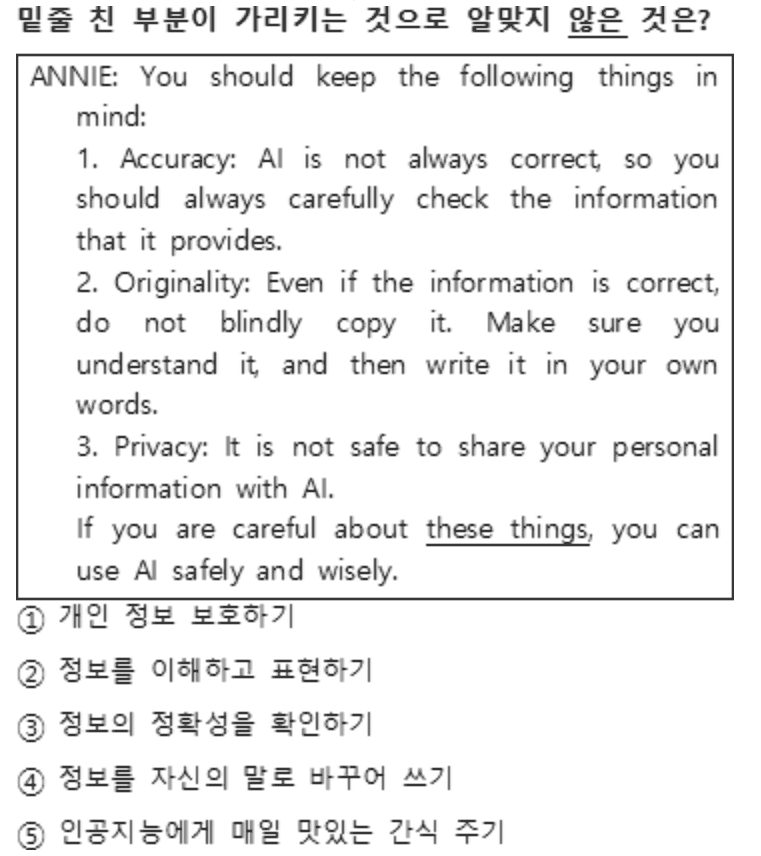 밑줄 친 부분이 가리키는 것으로 알맞지 않은 것은?
ANNIE: You should keep the following things in
mind:
1. Accuracy: AI is not always correct, so you
should always carefully check the information
that it provides.
2. Originality: Even if the information is correct,
do not blindly copy it. Make sure you
understand it, and then write it in your own
words.
3. Privacy: It is not safe to share your personal
information with AI.
If you are careful about these things, you can
use AI safely and wisely.
① 개인 정보 보호하기
② 정보를 이해하고 표현하기
③ 정보의 정확성을 확인하기
④ 정보를 자신의 말로 바꾸어 쓰기
⑤ 인공지능에게 매일 맛있는 간식 주기